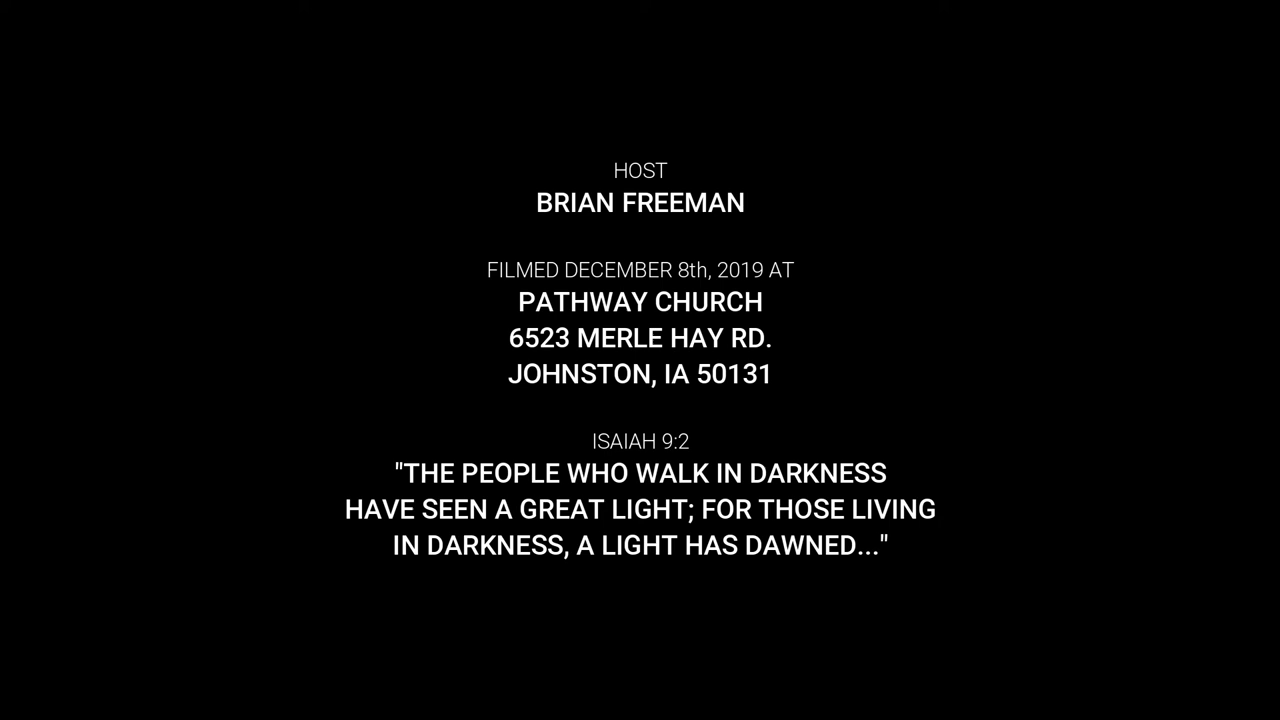 HOST
BRIAN FREEMAN
FILMED DECEMBER 8th, 2019 AT
PATHWAY CHURCH
6523 MERLE HAY RD.
JOHNSTON, IA 50131
ISAIAH 9:2
"THE PEOPLE WHO WALK IN DARKNESS
HAVE SEEN A GREAT LIGHT; FOR THOSE LIVING
IN DARKNESS, A LIGHT HAS DAWNED..."